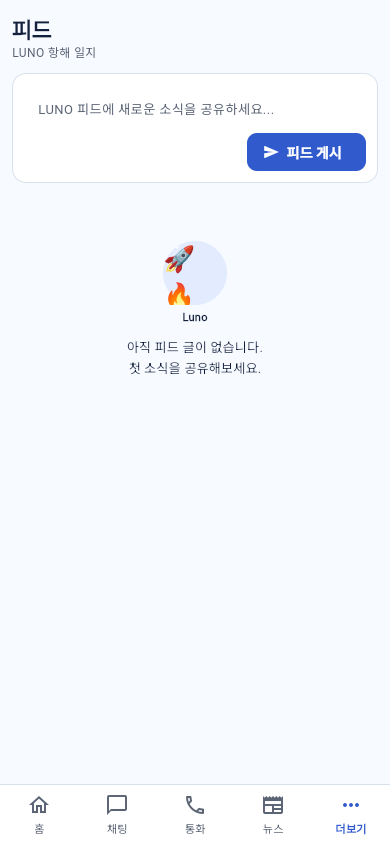 피드
LUNO 항해 일지
LUNO 피드에 새로운 소식을 공유하세요...
피드 게시
Luno
아직 피드 글이 없습니다.
첫 소식을 공유해보세요.
홈
채팅
통화
뉴스
더보기